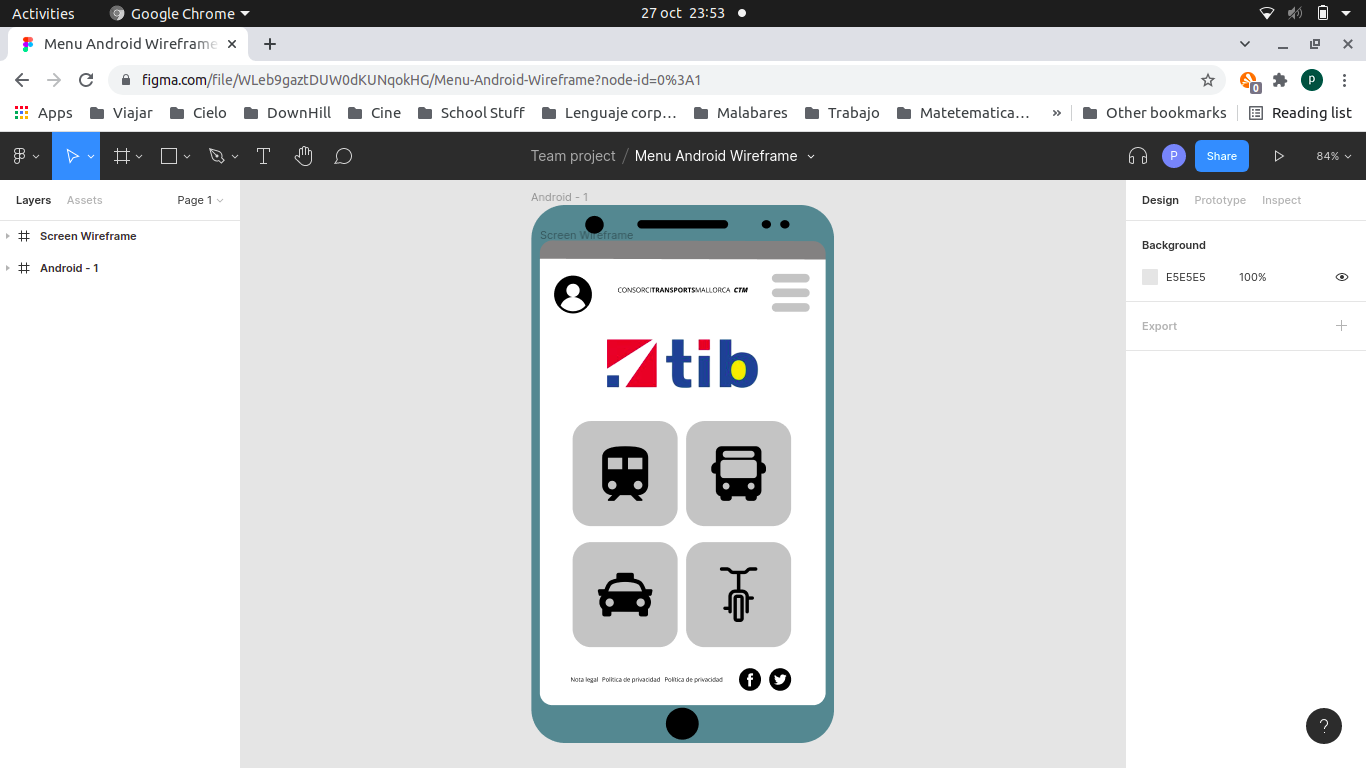 Activities Google Chrome 27 oct 23:53
Menu Android Wireframe
figma.com/file/WLeb9gaztDUW0dKUNqokHG/Menu-Android-Wireframe?node-id=0%3A1 0 P
Apps Viajar Cielo DownHill Cine School Stuff Lenguaje corp… Malabares Trabajo Matetematica… » Other bookmarks Reading list
Team project / Menu Android Wireframe P Share 84%
Layers Assets Page 1 Android - 1 Design Prototype Inspect
Screen Wireframe Screen Wireframe Background
Android - 1 E5E5E5 100%
CONSORCITRANSPORTSMALLORCA CTM
Export
tib
Nota legal Política de privacidad Política de privacidad
?